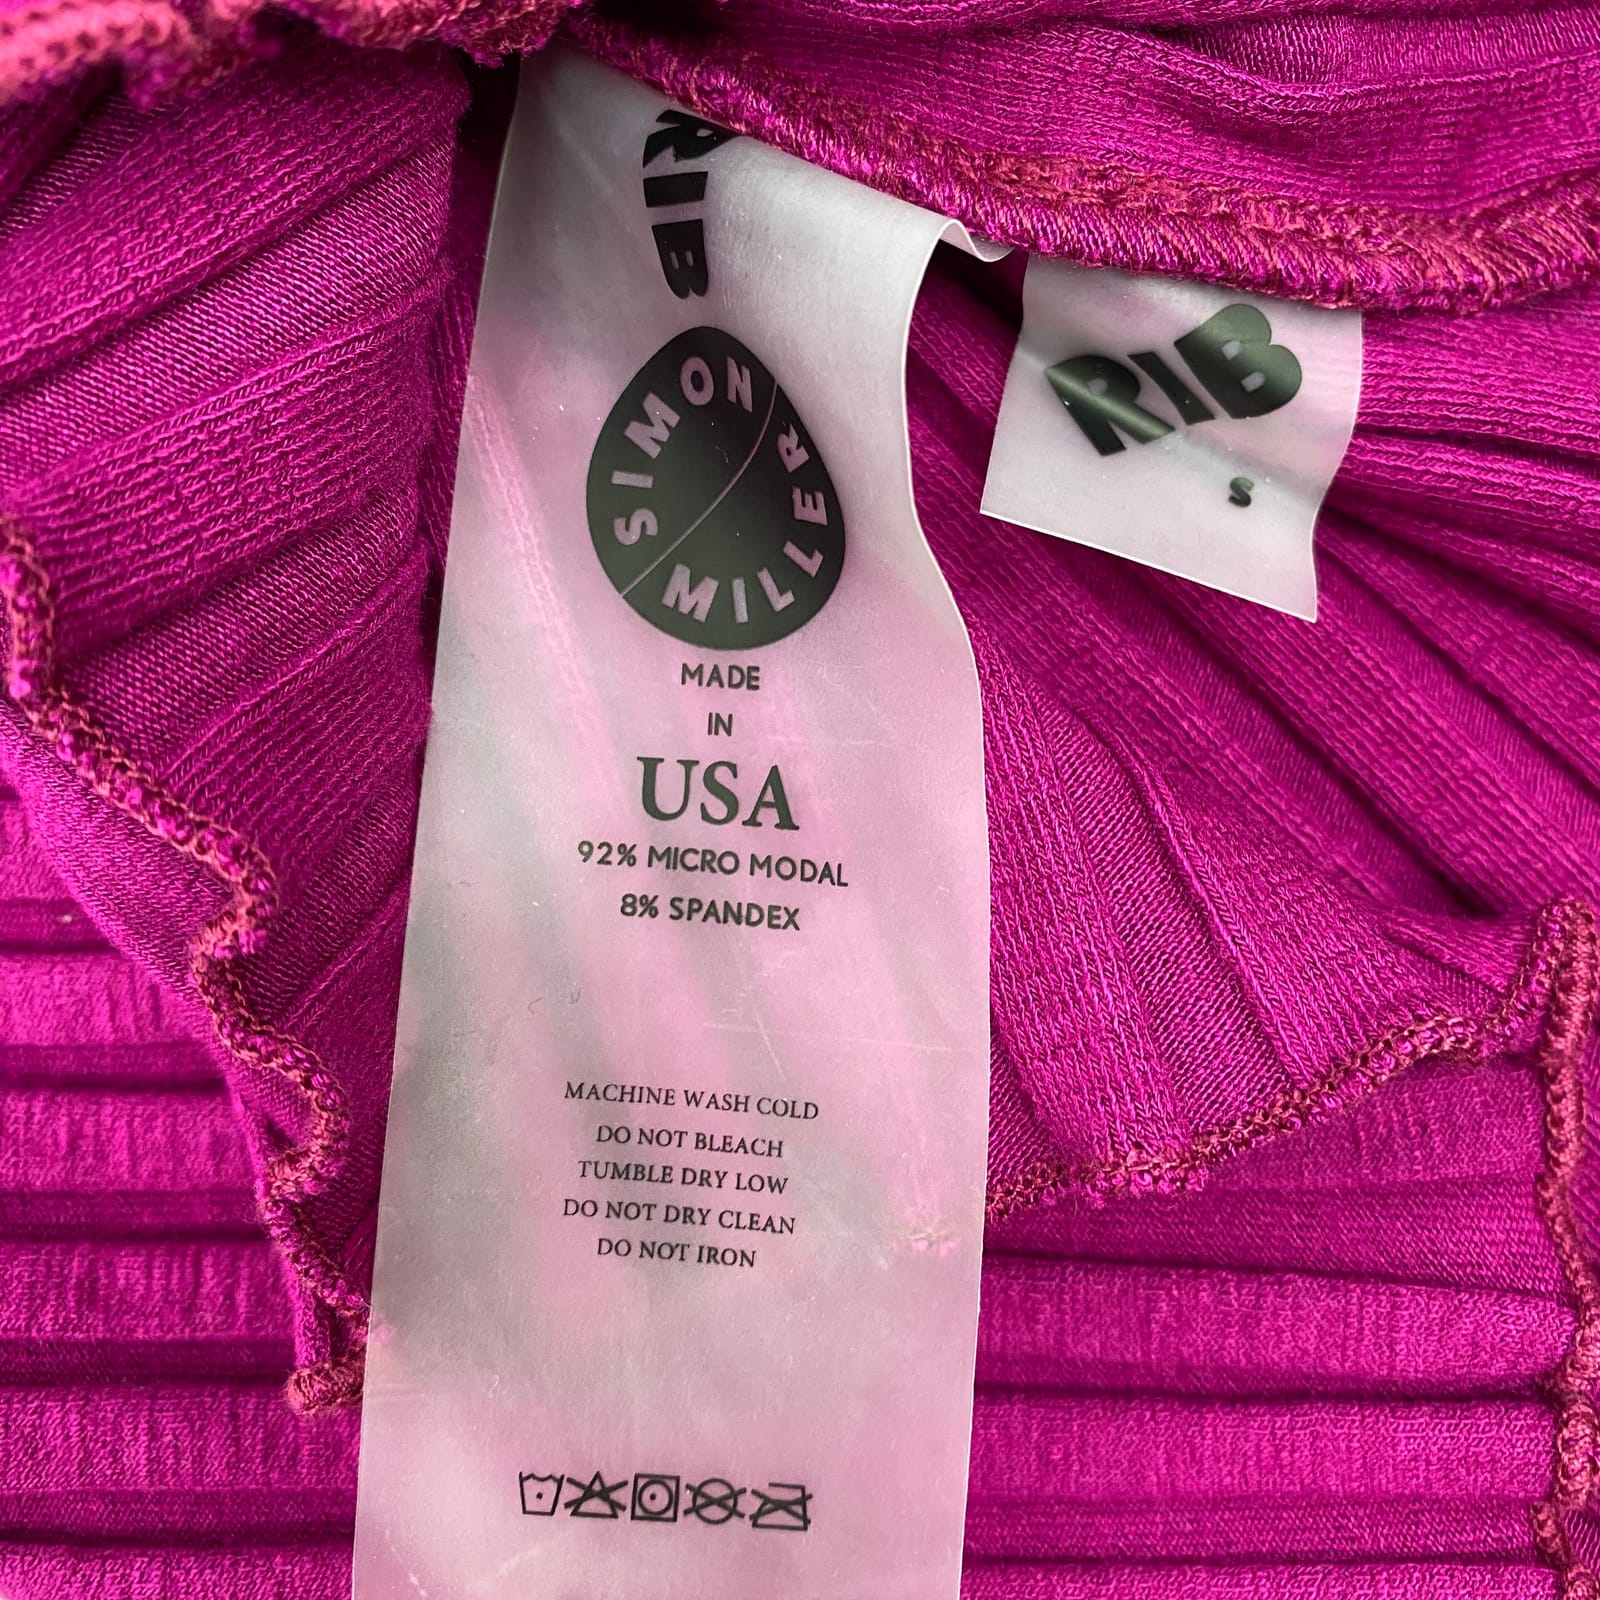 RIB
SIMON
MILLER
MADE
IN
USA
92% MICRO MODAL
8% SPANDEX
MACHINE WASH COLD
DO NOT BLEACH
TUMBLE DRY LOW
DO NOT DRY CLEAN
DO NOT IRON
RIB
S